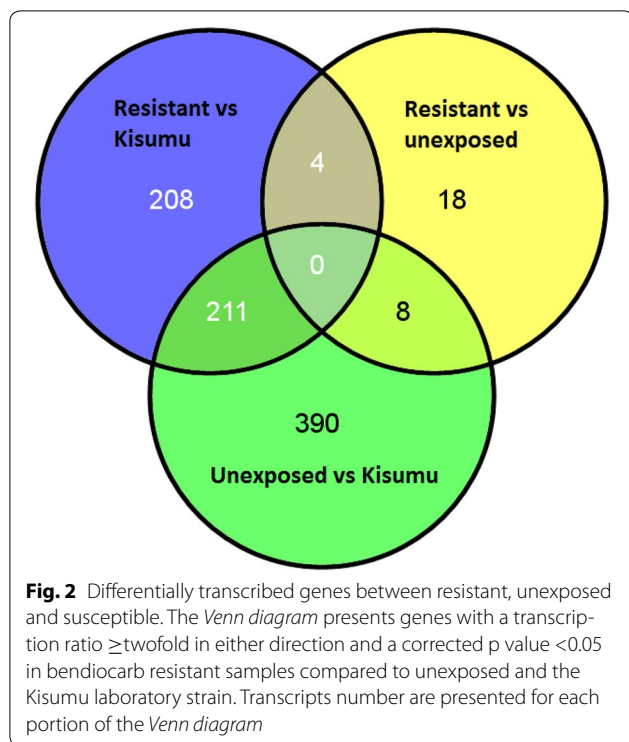 Resistant vs
Kisumu
Resistant vs
unexposed
4
208
18
0
211
8
390
Unexposed vs Kisumu
Fig. 2 Differentially transcribed genes between resistant, unexposed
and susceptible. The Venn diagram presents genes with a transcrip-
tion ratio ≥twofold in either direction and a corrected p value <0.05
in bendiocarb resistant samples compared to unexposed and the
Kisumu laboratory strain. Transcripts number are presented for each
portion of the Venn diagram